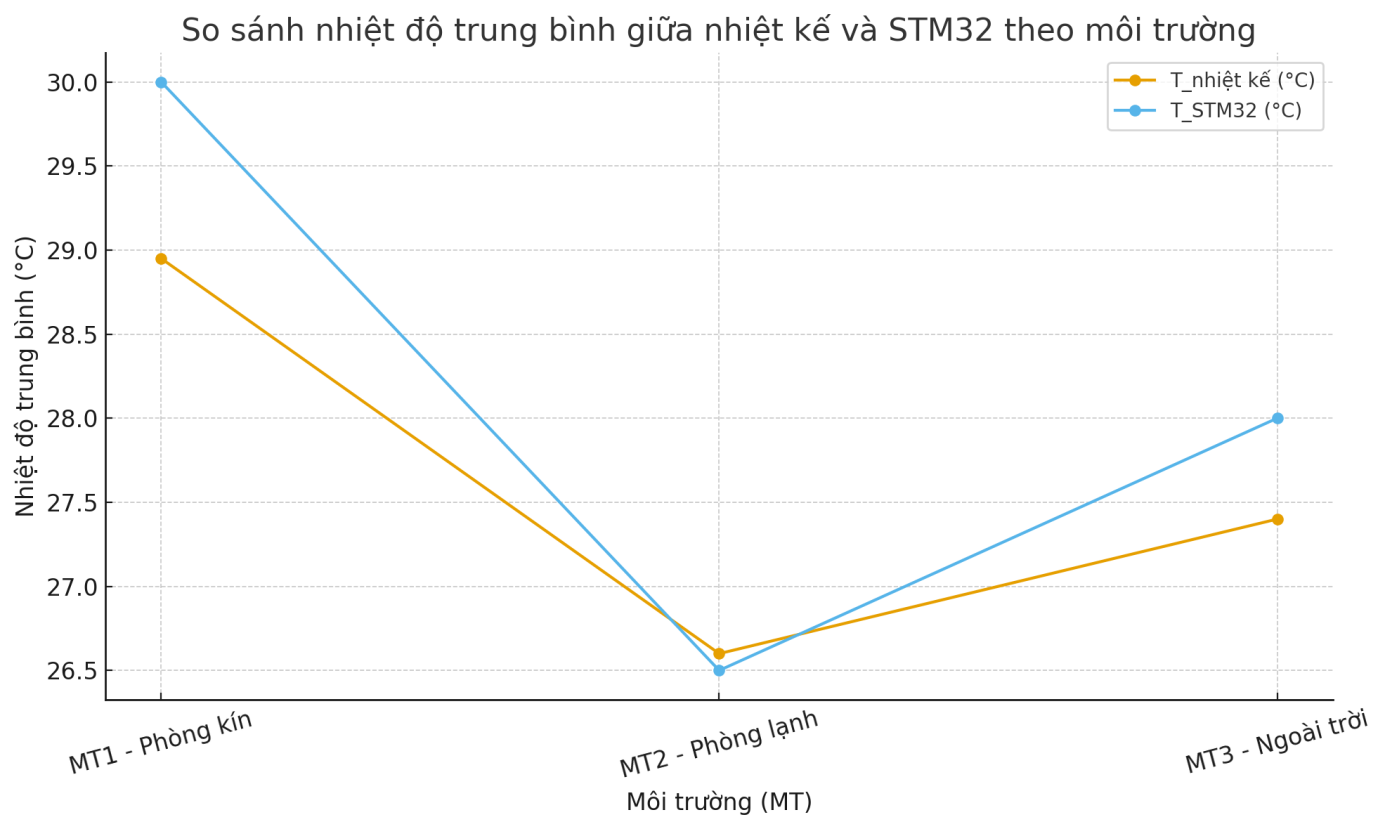 So sánh nhiệt độ trung bình giữa nhiệt kế và STM32 theo môi trường
T_nhiệt kế (°C)
T_STM32 (°C)
Nhiệt độ trung bình (°C)
30.0
29.5
29.0
28.5
28.0
27.5
27.0
26.5
MT1 - Phòng kín
MT2 - Phòng lạnh
MT3 - Ngoài trời
Môi trường (MT)